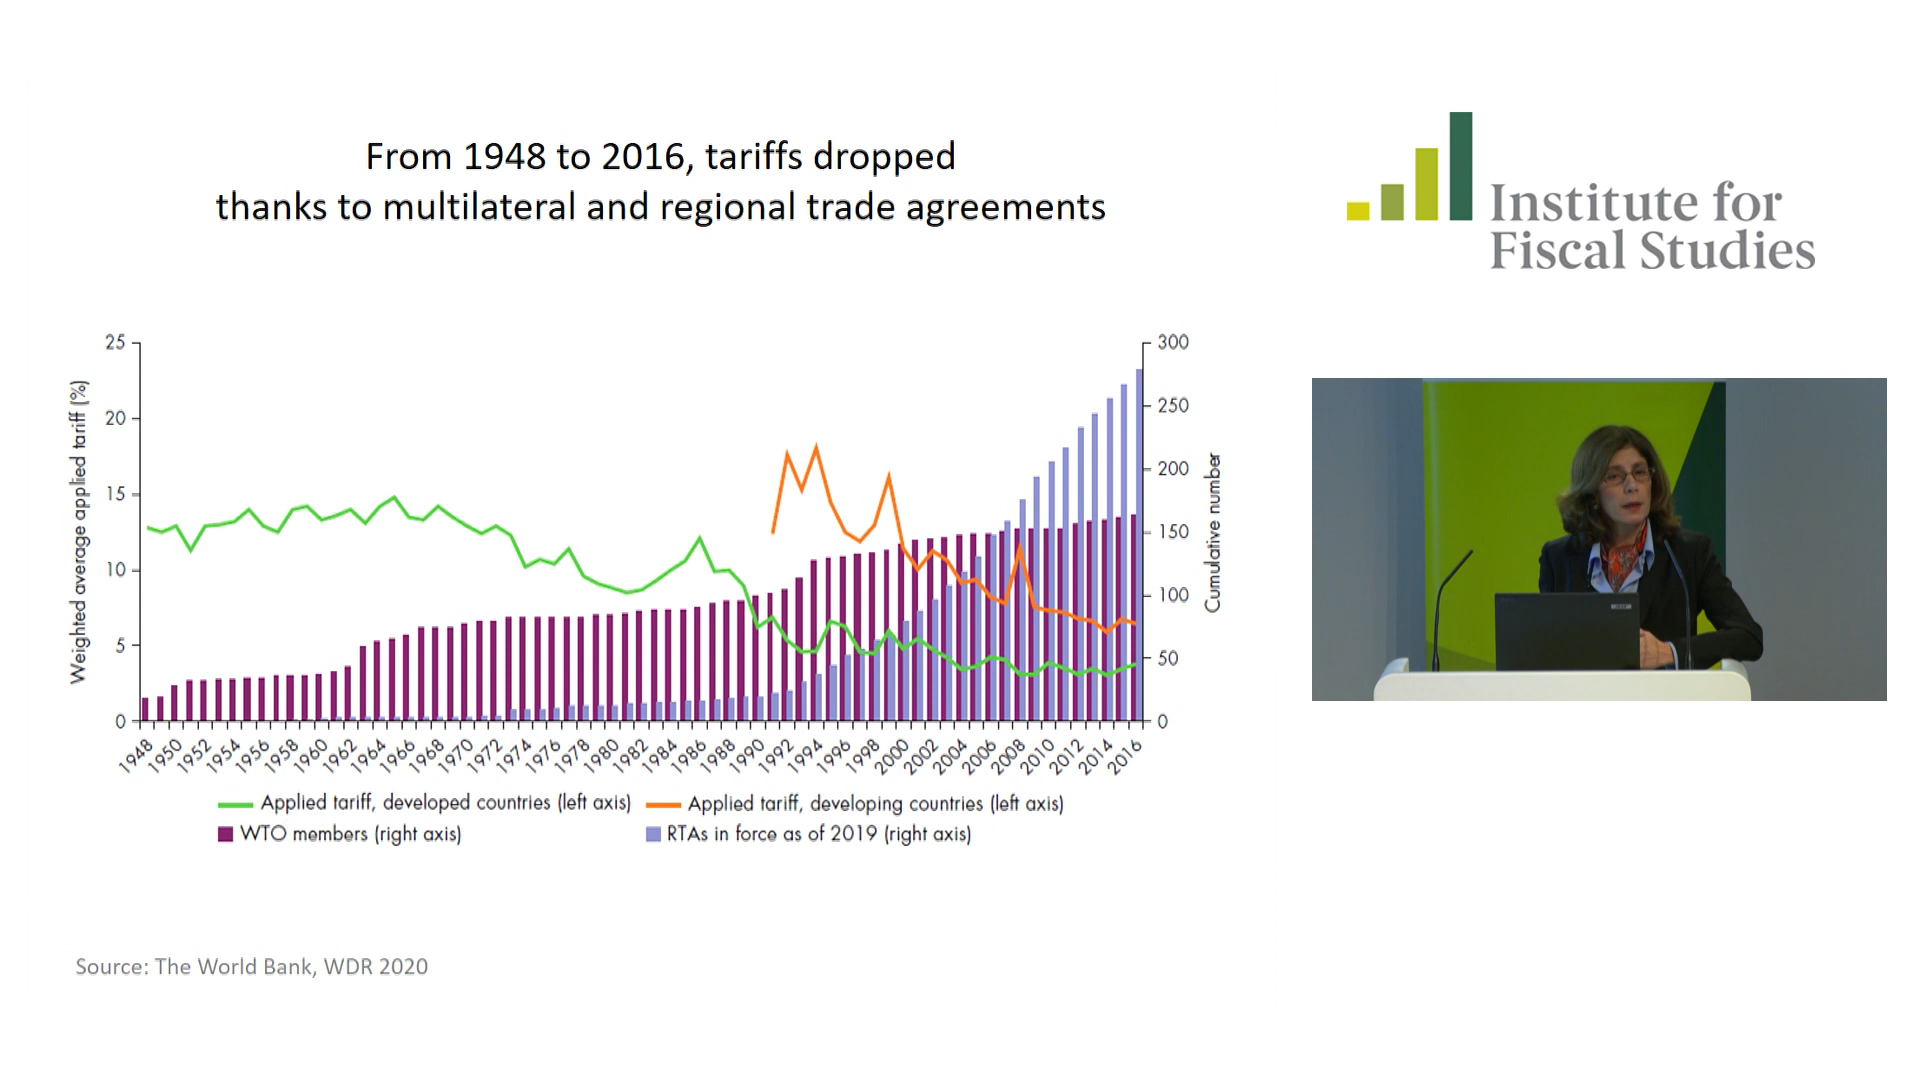 From 1948 to 2016, tariffs dropped
thanks to multilateral and regional trade agreements
Institute for
Fiscal Studies
Weighted average applied tariff (%)
25
20
15
10
5
0
300
250
200
150
100
50
0
Cumulative number
1948 1950 1952 1954 1956 1958 1960 1962 1964 1966 1968 1970 1972 1974 1976 1978 1980 1982 1984 1986 1988 1990 1992 1994 1996 1998 2000 2002 2004 2006 2008 2010 2012 2014 2016
Applied tariff, developed countries (left axis) Applied tariff, developing countries (left axis)
WTO members (right axis) RTAs in force as of 2019 (right axis)
Source: The World Bank, WDR 2020